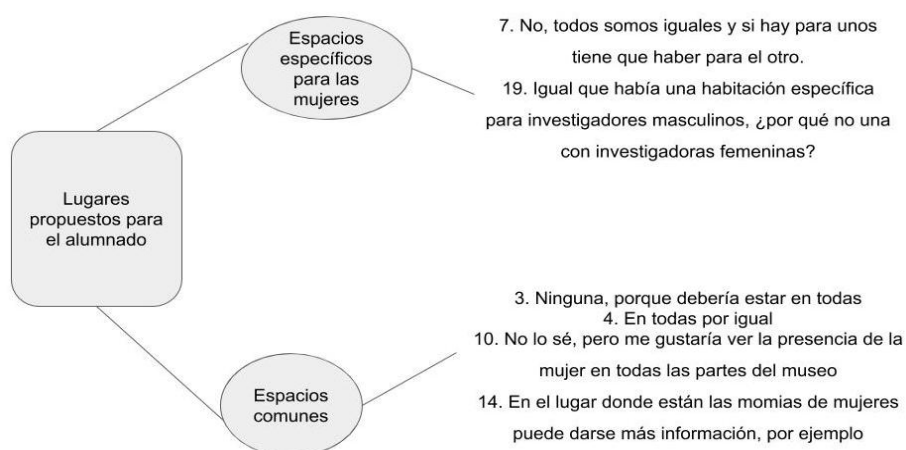 Espacios
específicos
para las
mujeres
7. No, todos somos iguales y si hay para unos
tiene que haber para el otro.
19. Igual que había una habitación específica
para investigadores masculinos, ¿por qué no una
con investigadoras femeninas?
Lugares
propuestos para
el alumnado
3. Ninguna, porque debería estar en todas
4. En todas por igual
10. No lo sé, pero me gustaría ver la presencia de la
mujer en todas las partes del museo
14. En el lugar donde están las momias de mujeres
puede darse más información, por ejemplo
Espacios
comunes